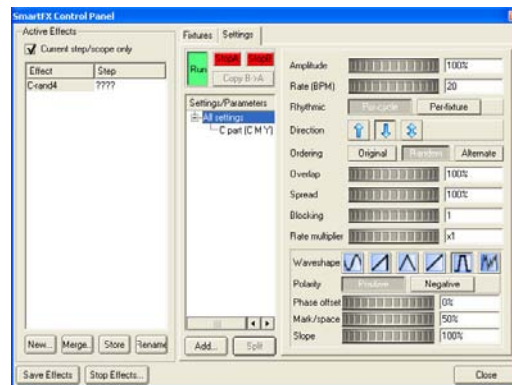 SmartFX Control Panel
Active Effects
Current step/scope only
Effect Step
C-rand4 ????
New... Merge.. Store Rename
Save Effects Stop Effects...
Fixtures Settings
Run StopA StopB
Copy B->A
Settings/Parameters
All settings
C part (C M Y)
Add... Split
Amplitude 100%
Rate (BPM) 20
Rhythmic Per-cycle Per-fixture
Direction
Ordering Original Random Alternate
Overlap 100%
Spread 100%
Blocking 1
Rate multiplier x1
Waveshape
Polarity Positive Negative
Phase offset 0%
Mark/space 50%
Slope 100%
Close